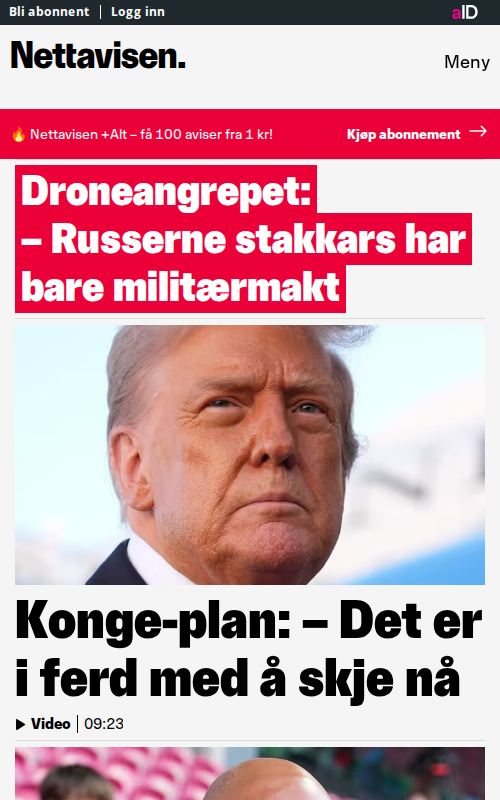 Bli abonnent
Logg inn
aID
Nettavisen.
Meny
🔥 Nettavisen +Alt – få 100 aviser fra 1 kr!
Kjøp abonnement →
Droneangrepet:
– Russerne stakkars har
bare militærmakt
Konge-plan: – Det er
i ferd med å skje nå
Video
09:23